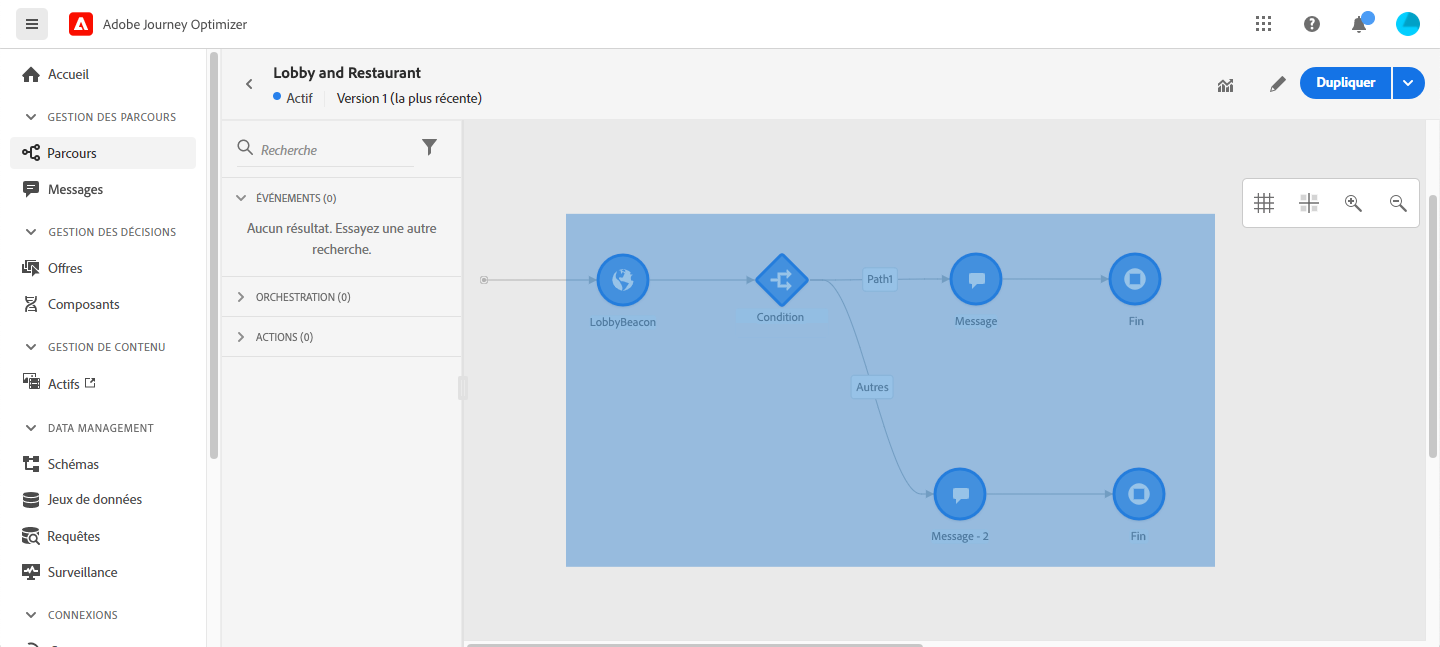 Adobe Journey Optimizer
Accueil
GESTION DES PARCOURS
Parcours
Messages
GESTION DES DÉCISIONS
Offres
Composants
GESTION DE CONTENU
Actifs
DATA MANAGEMENT
Schémas
Jeux de données
Requêtes
Surveillance
CONNEXIONS
Lobby and Restaurant
Actif
Version 1 (la plus récente)
Dupliquer
Recherche
ÉVÉNEMENTS (0)
Aucun résultat. Essayez une autre
recherche.
ORCHESTRATION (0)
ACTIONS (0)
LobbyBeacon
Condition
Path1
Message
Fin
Autres
Message - 2
Fin